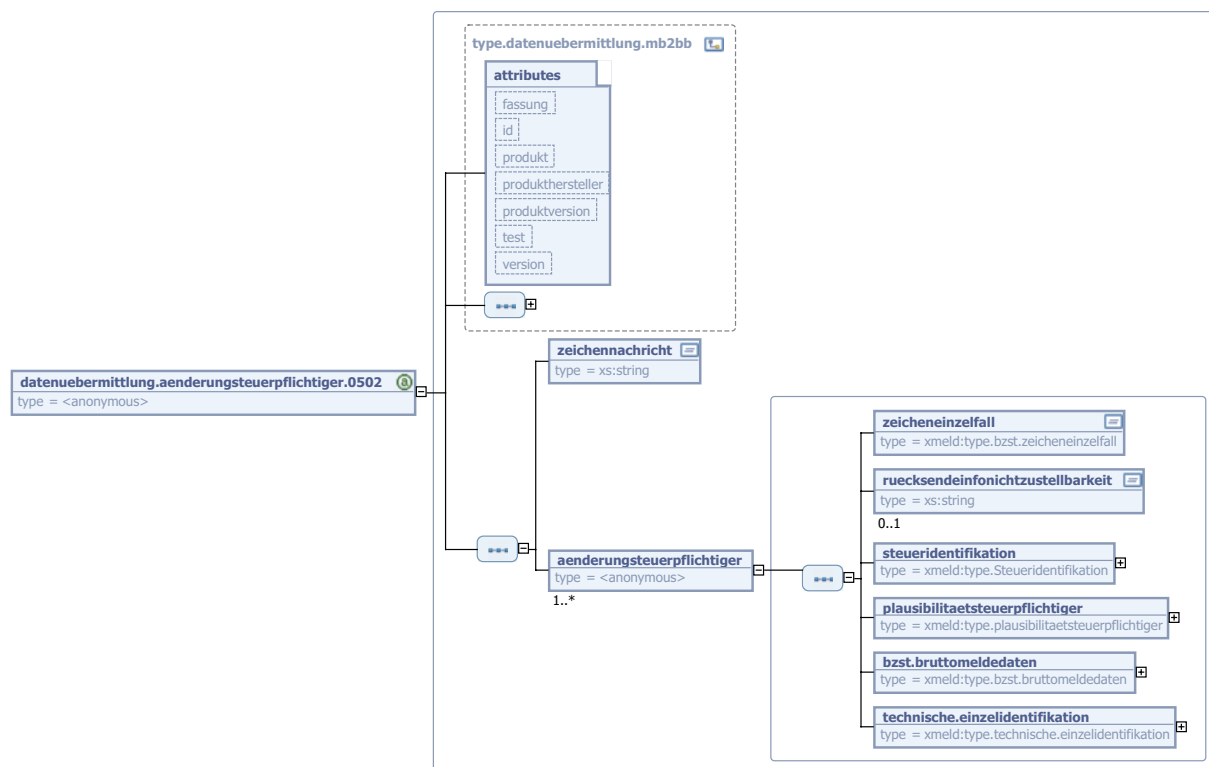 type.datenuebermittlung.mb2bb
attributes
fassung
id
produkt
produkthersteller
produktversion
test
version
zeichennachricht
type = xs:string
datenuebermittlung.aenderungsteuerpflichtiger.0502
type = <anonymous>
aenderungsteuerpflichtiger
type = <anonymous>
1..*
zeicheneinzelfall
type = xmeld:type.bzst.zeicheneinzelfall
ruecksendeinfonichtzustellbarkeit
type = xs:string
0..1
steueridentifikation
type = xmeld:type.Steueridentifikation
plausibilitaetsteuerpflichtiger
type = xmeld:type.plausibilitaetsteuerpflichtiger
bzst.bruttomeldedaten
type = xmeld:type.bzst.bruttomeldedaten
technische.einzelidentifikation
type = xmeld:type.technische.einzelidentifikation